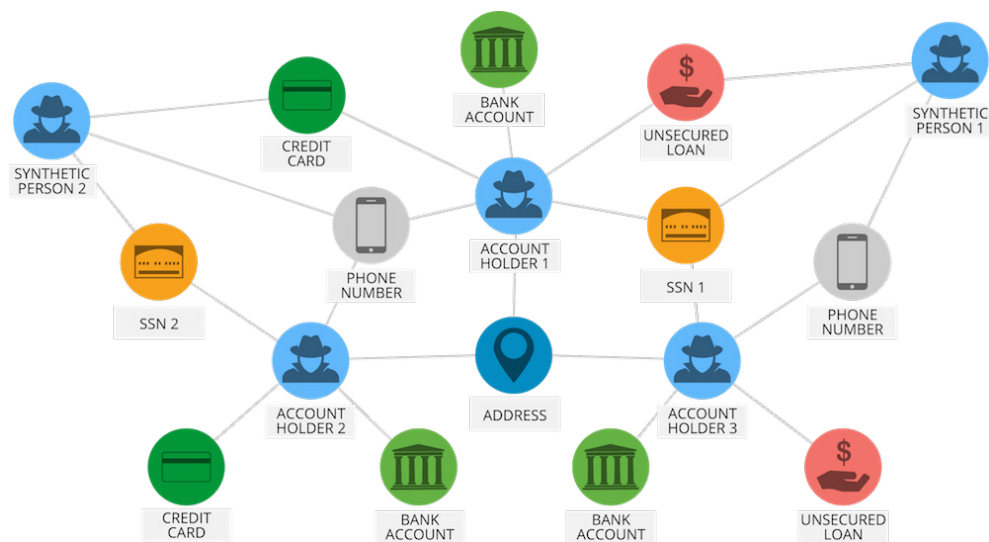 BANK
ACCOUNT
SYNTHETIC
PERSON 1
$
UNSECURED
LOAN
CREDIT
CARD
SYNTHETIC
PERSON 2
ACCOUNT
HOLDER 1
PHONE
NUMBER
SSN 1
PHONE
NUMBER
SSN 2
ACCOUNT
HOLDER 2
ADDRESS
ACCOUNT
HOLDER 3
CREDIT
CARD
BANK
ACCOUNT
BANK
ACCOUNT
$
UNSECURED
LOAN